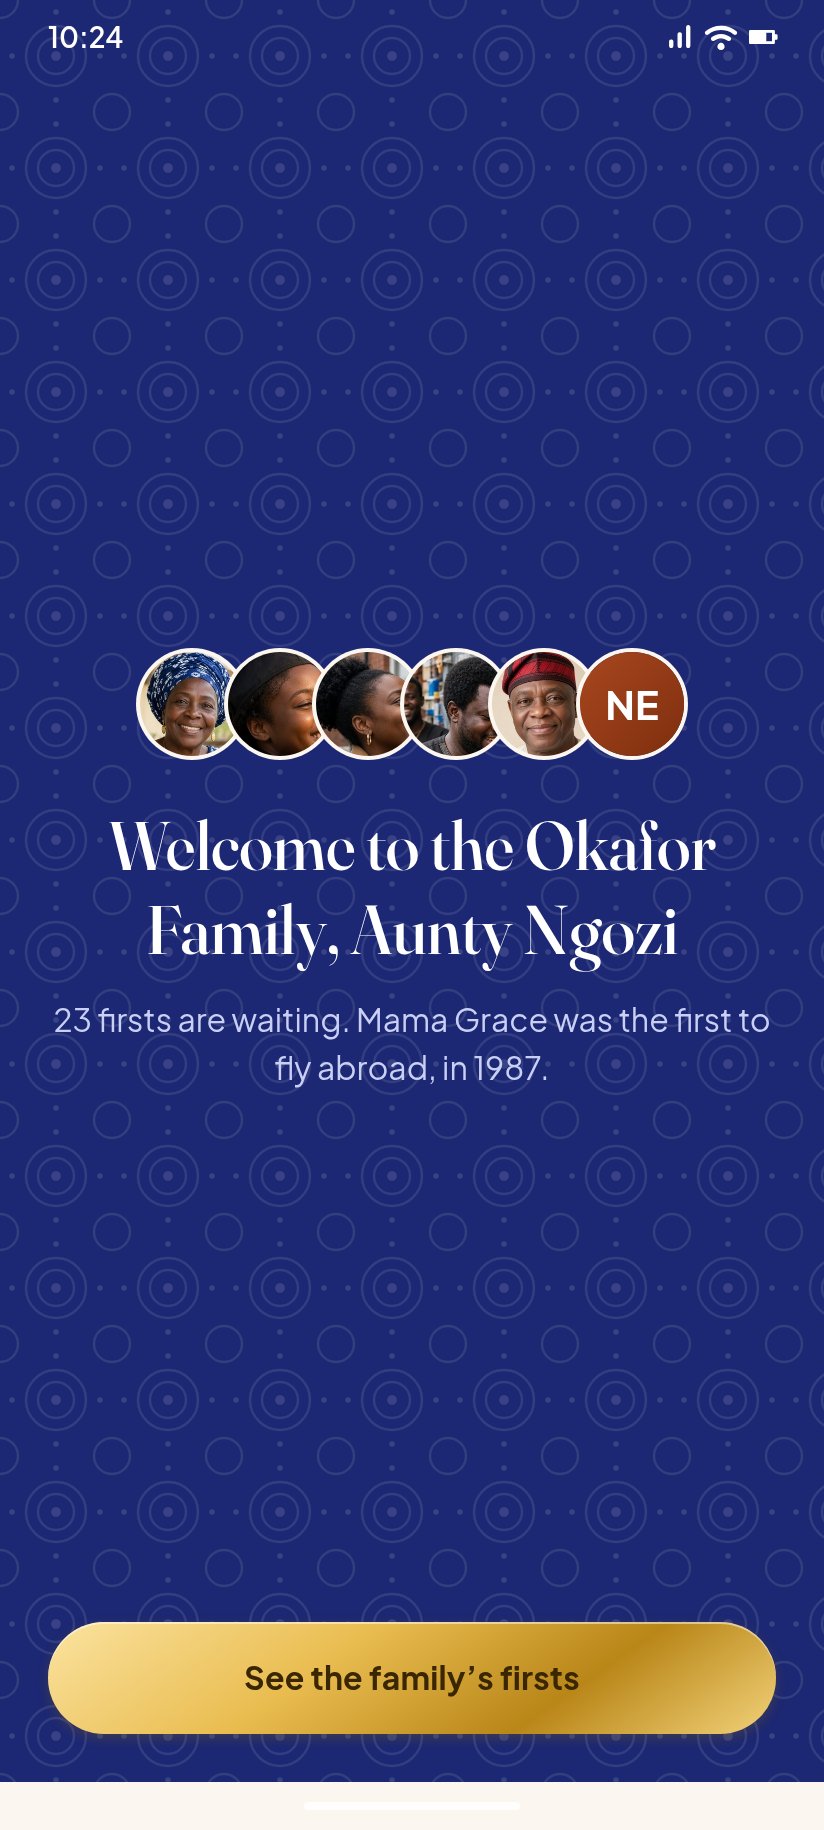 10:24
NE
Welcome to the Okafor
Family, Aunty Ngozi
23 firsts are waiting. Mama Grace was the first to
fly abroad, in 1987.
See the family’s firsts